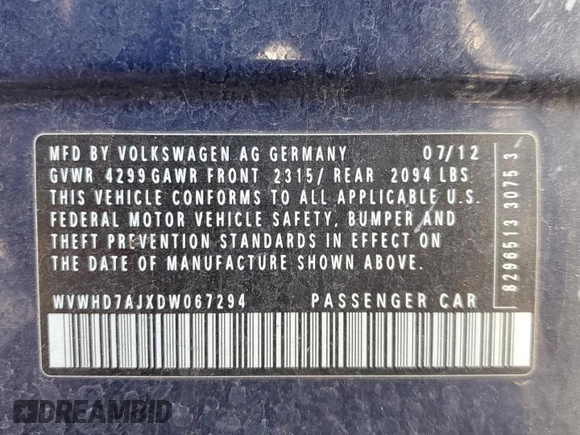 MFD BY VOLKSWAGEN AG GERMANY 07/12
GVWR 4299 GAWR FRONT 2315/ REAR 2094 LBS
THIS VEHICLE CONFORMS TO ALL APPLICABLE U.S.
FEDERAL MOTOR VEHICLE SAFETY, BUMPER AND
THEFT PREVENTION STANDARDS IN EFFECT ON
THE DATE OF MANUFACTURE SHOWN ABOVE.
WVWHD7AJXDW067294 PASSENGER CAR
8296513 3075 3
DREAMBID